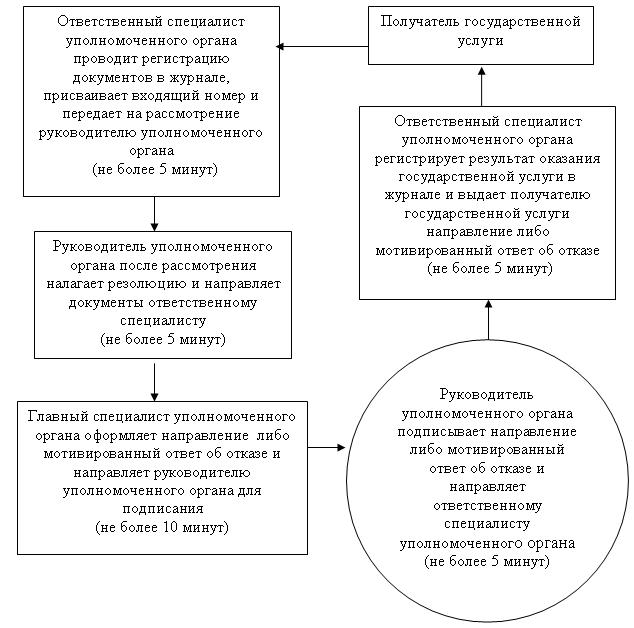 Получатель государственной
услуги
Ответственный специалист
уполномоченного органа
проводит регистрацию
документов в журнале,
присваивает входящий номер и
передает на рассмотрение
руководителю уполномоченного
органа
(не более 5 минут)
Руководитель уполномоченного
органа после рассмотрения
налагает резолюцию и направляет
документы ответственному
специалисту
(не более 5 минут)
Главный специалист уполномоченного
органа оформляет направление либо
мотивированный ответ об отказе и
направляет руководителю
уполномоченного органа для
подписания
(не более 10 минут)
Руководитель
уполномоченного органа
подписывает направление
либо мотивированный
ответ об отказе и
направляет
ответственному
специалисту
уполномоченного органа
(не более 5 минут)
Ответственный специалист
уполномоченного органа
регистрирует результат оказания
государственной услуги в
журнале и выдает получателю
государственной услуги
направление либо
мотивированный ответ об отказе
(не более 5 минут)